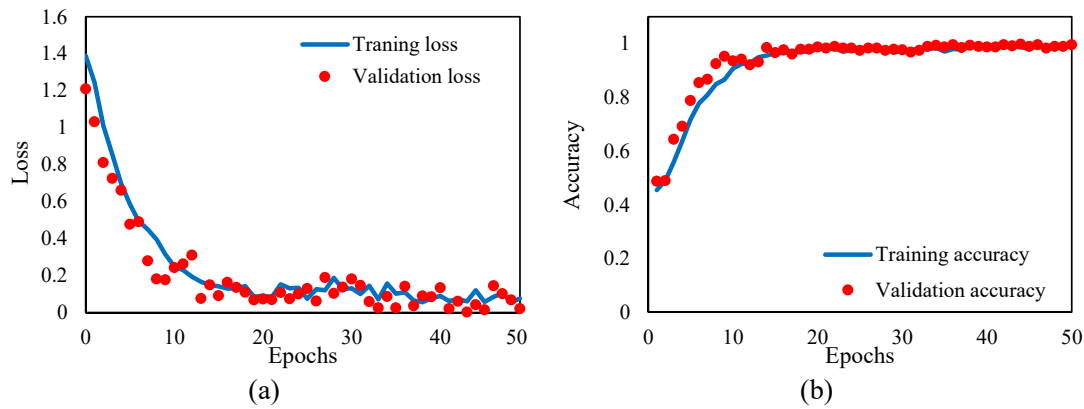 1.6
1.4
1.2
1
0.8
0.6
0.4
0.2
0
Loss
Traning loss
Validation loss
0 10 20 30 40 50
Epochs
(a)
1
0.8
0.6
0.4
0.2
0
Accuracy
Training accuracy
Validation accuracy
0 10 20 30 40 50
Epochs
(b)